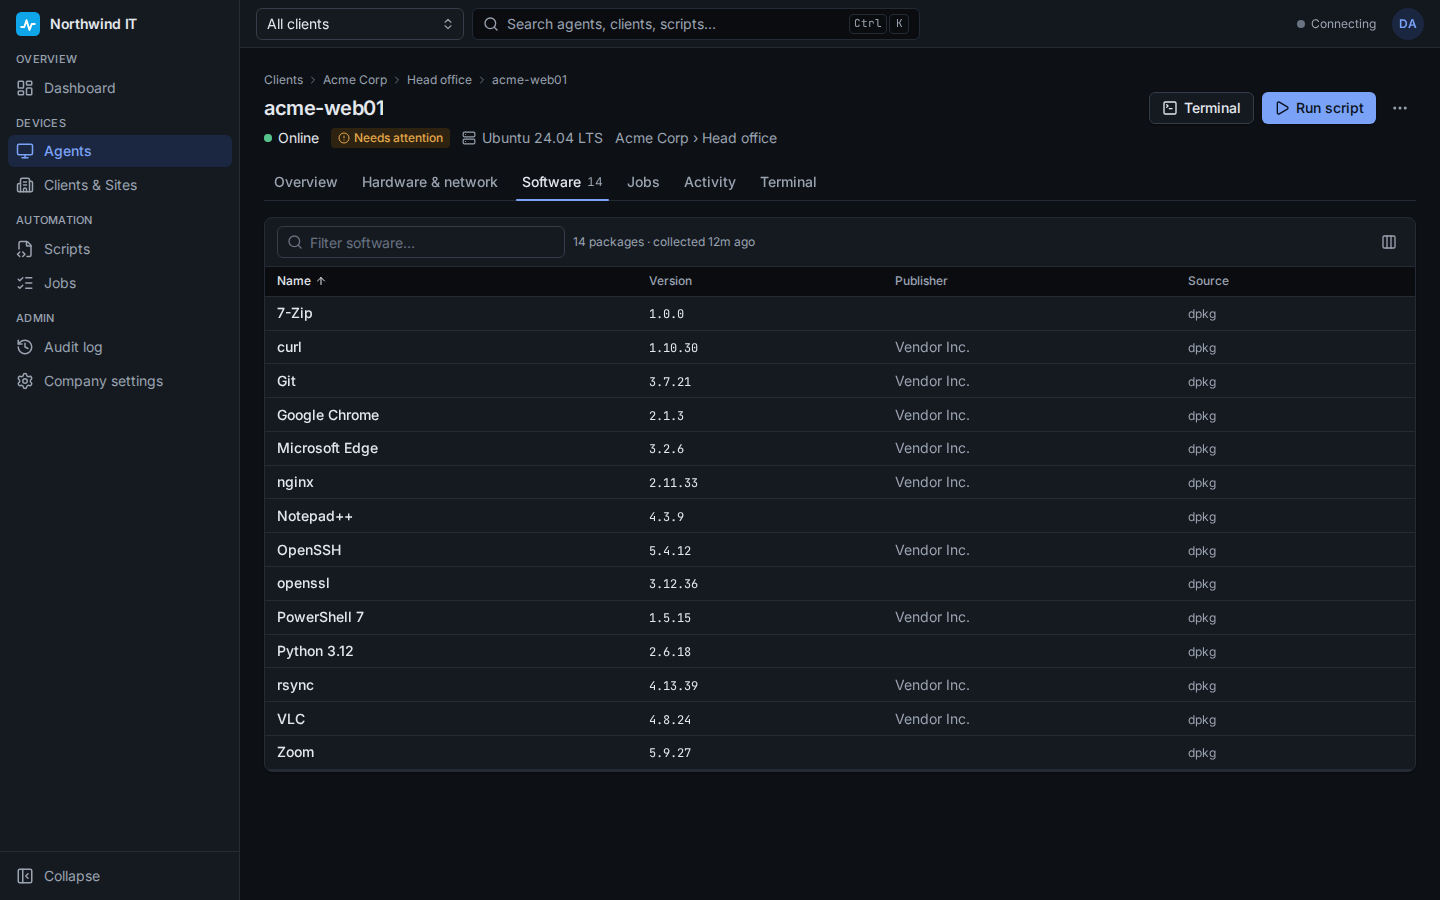 Northwind IT
All clients
Search agents, clients, scripts...
Ctrl K
Connecting
DA
OVERVIEW
Dashboard
DEVICES
Agents
Clients & Sites
AUTOMATION
Scripts
Jobs
ADMIN
Audit log
Company settings
Collapse
Clients > Acme Corp > Head office > acme-web01
acme-web01
Terminal
Run script
Online Needs attention Ubuntu 24.04 LTS Acme Corp › Head office
Overview Hardware & network Software 14 Jobs Activity Terminal
Filter software...
14 packages · collected 12m ago
Name ↑ Version Publisher Source
7-Zip 1.0.0 dpkg
curl 1.10.30 Vendor Inc. dpkg
Git 3.7.21 Vendor Inc. dpkg
Google Chrome 2.1.3 Vendor Inc. dpkg
Microsoft Edge 3.2.6 Vendor Inc. dpkg
nginx 2.11.33 Vendor Inc. dpkg
Notepad++ 4.3.9 dpkg
OpenSSH 5.4.12 Vendor Inc. dpkg
openssl 3.12.36 dpkg
PowerShell 7 1.5.15 Vendor Inc. dpkg
Python 3.12 2.6.18 dpkg
rsync 4.13.39 Vendor Inc. dpkg
VLC 4.8.24 Vendor Inc. dpkg
Zoom 5.9.27 dpkg